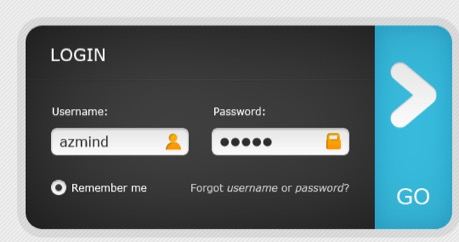 LOGIN
Username: Password:
azmind ●●●●●
Remember me Forgot username or password?
GO